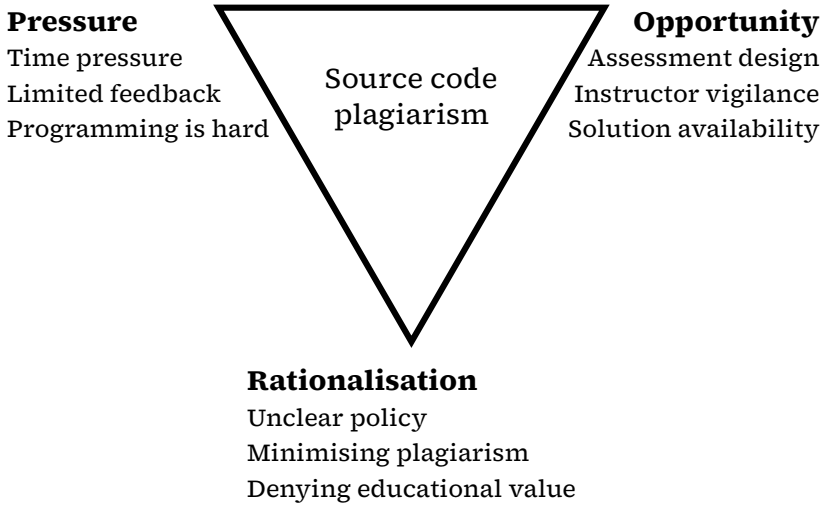 Pressure
Time pressure
Limited feedback
Programming is hard
Source code
plagiarism
Opportunity
Assessment design
Instructor vigilance
Solution availability
Rationalisation
Unclear policy
Minimising plagiarism
Denying educational value